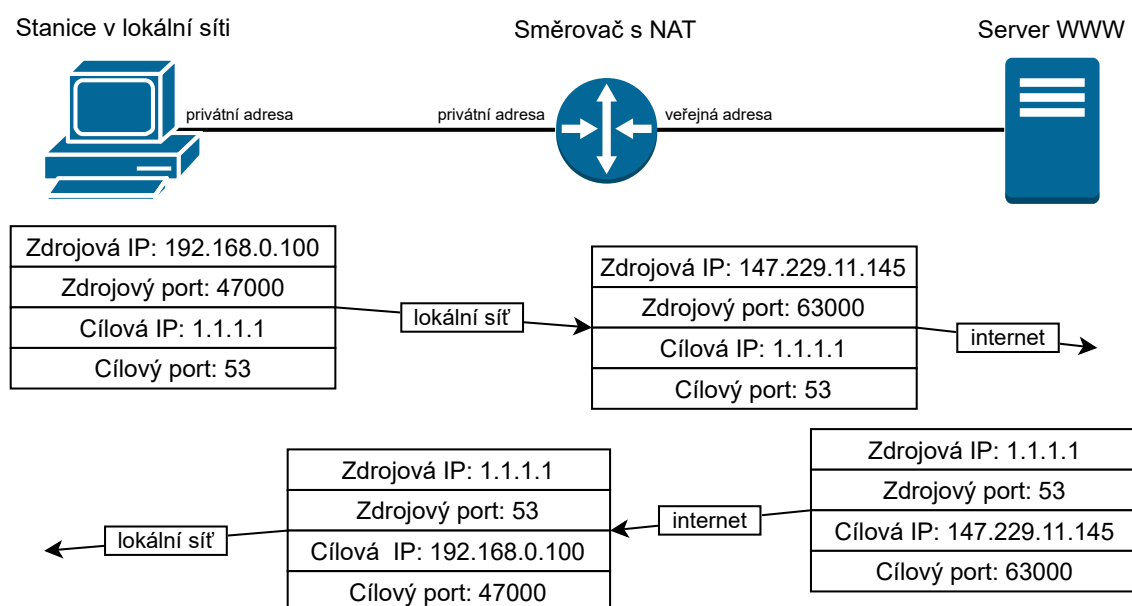 Stanice v lokální síti
Směrovač s NAT
Server WWW
privátní adresa
privátní adresa
veřejná adresa
Zdrojová IP: 192.168.0.100
Zdrojový port: 47000
Cílová IP: 1.1.1.1
Cílový port: 53
lokální síť
Zdrojová IP: 147.229.11.145
Zdrojový port: 63000
Cílová IP: 1.1.1.1
Cílový port: 53
internet
Zdrojová IP: 1.1.1.1
Zdrojový port: 53
Cílová IP: 147.229.11.145
Cílový port: 63000
internet
Zdrojová IP: 1.1.1.1
Zdrojový port: 53
Cílová  IP: 192.168.0.100
Cílový port: 47000
lokální síť